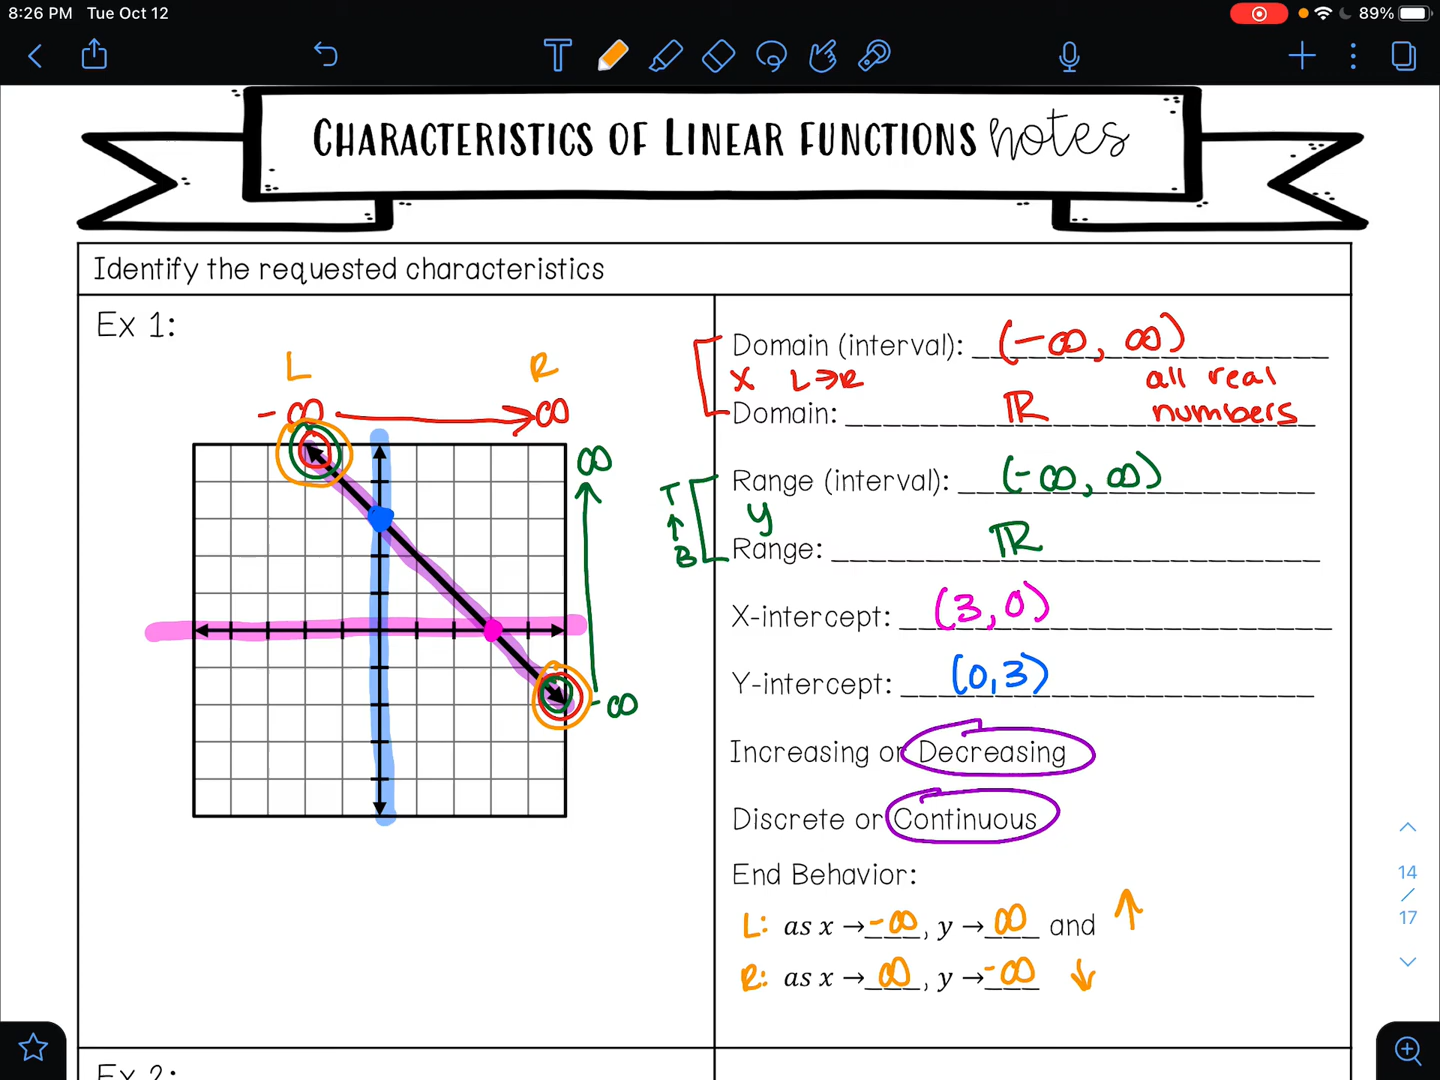 8:26 PM Tue Oct 12
89%
T
CHARACTERISTICS OF LINEAR FUNCTIONS notes
Identify the requested characteristics
Ex 1:
L R
-∞ → ∞
∞
-∞
Domain (interval): (-∞, ∞)
X L→R all real
Domain: ℝ numbers
Range (interval): (-∞, ∞)
T ↑ B
y
Range: ℝ
X-intercept: (3,0)
Y-intercept: (0,3)
Increasing or Decreasing
Discrete or Continuous
End Behavior:
L: as x → -∞, y → ∞ and ↑
R: as x → ∞, y → -∞ ↓
14
/
17
Ex 2: